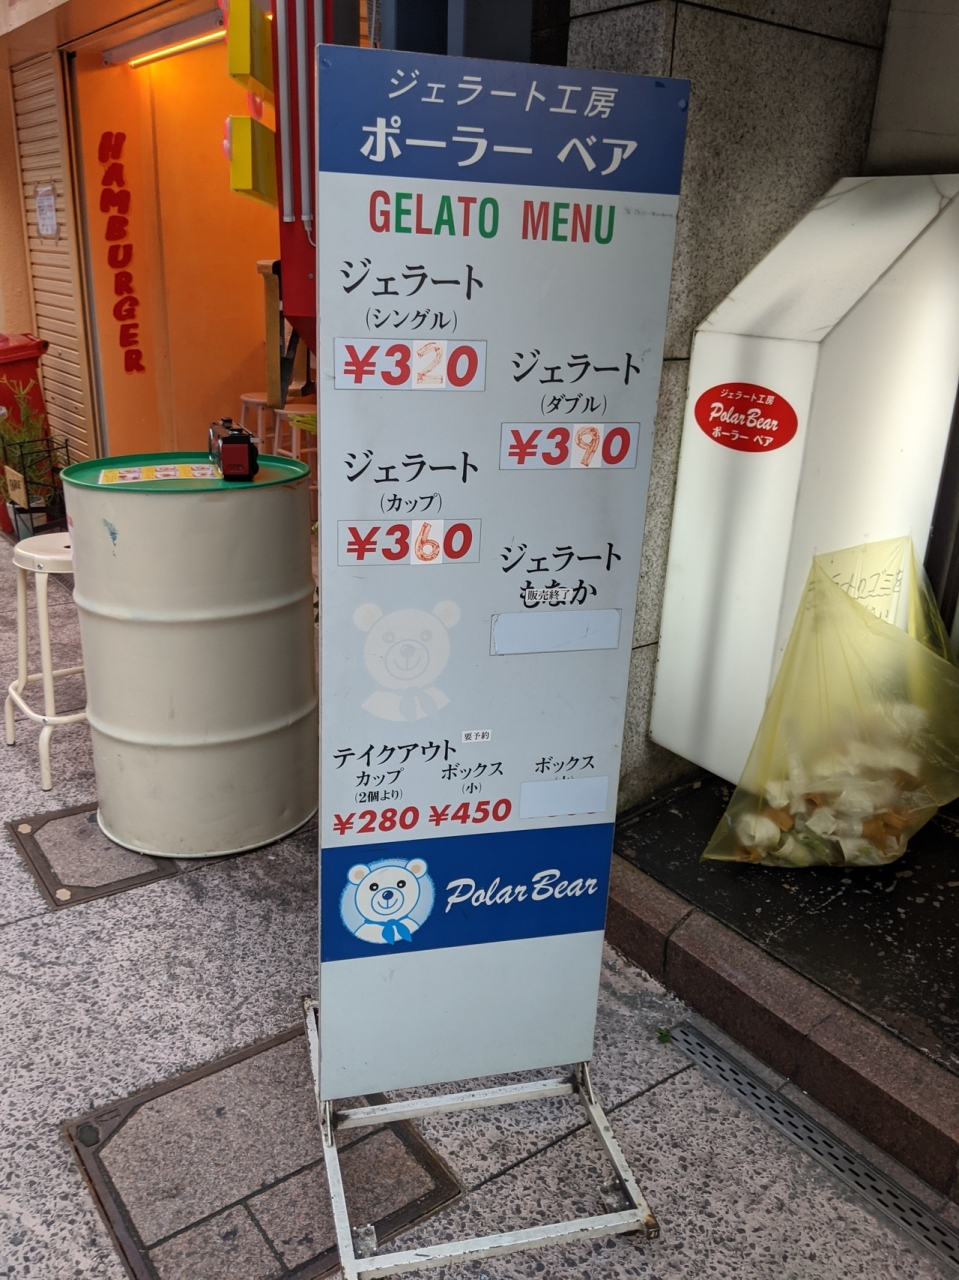 ジェラート工房
ポーラー ベア
GELATO MENU
ジェラート
(シングル)
¥320
ジェラート
(ダブル)
¥390
ジェラート
(カップ)
¥360
ジェラート
もなか
販売終了
要予約
テイクアウト
カップ
(2個より)
¥280
ボックス
(小)
¥450
ボックス
Polar Bear
HAMBURGER
ジェラート工房
Polar Bear
ポーラー ベア